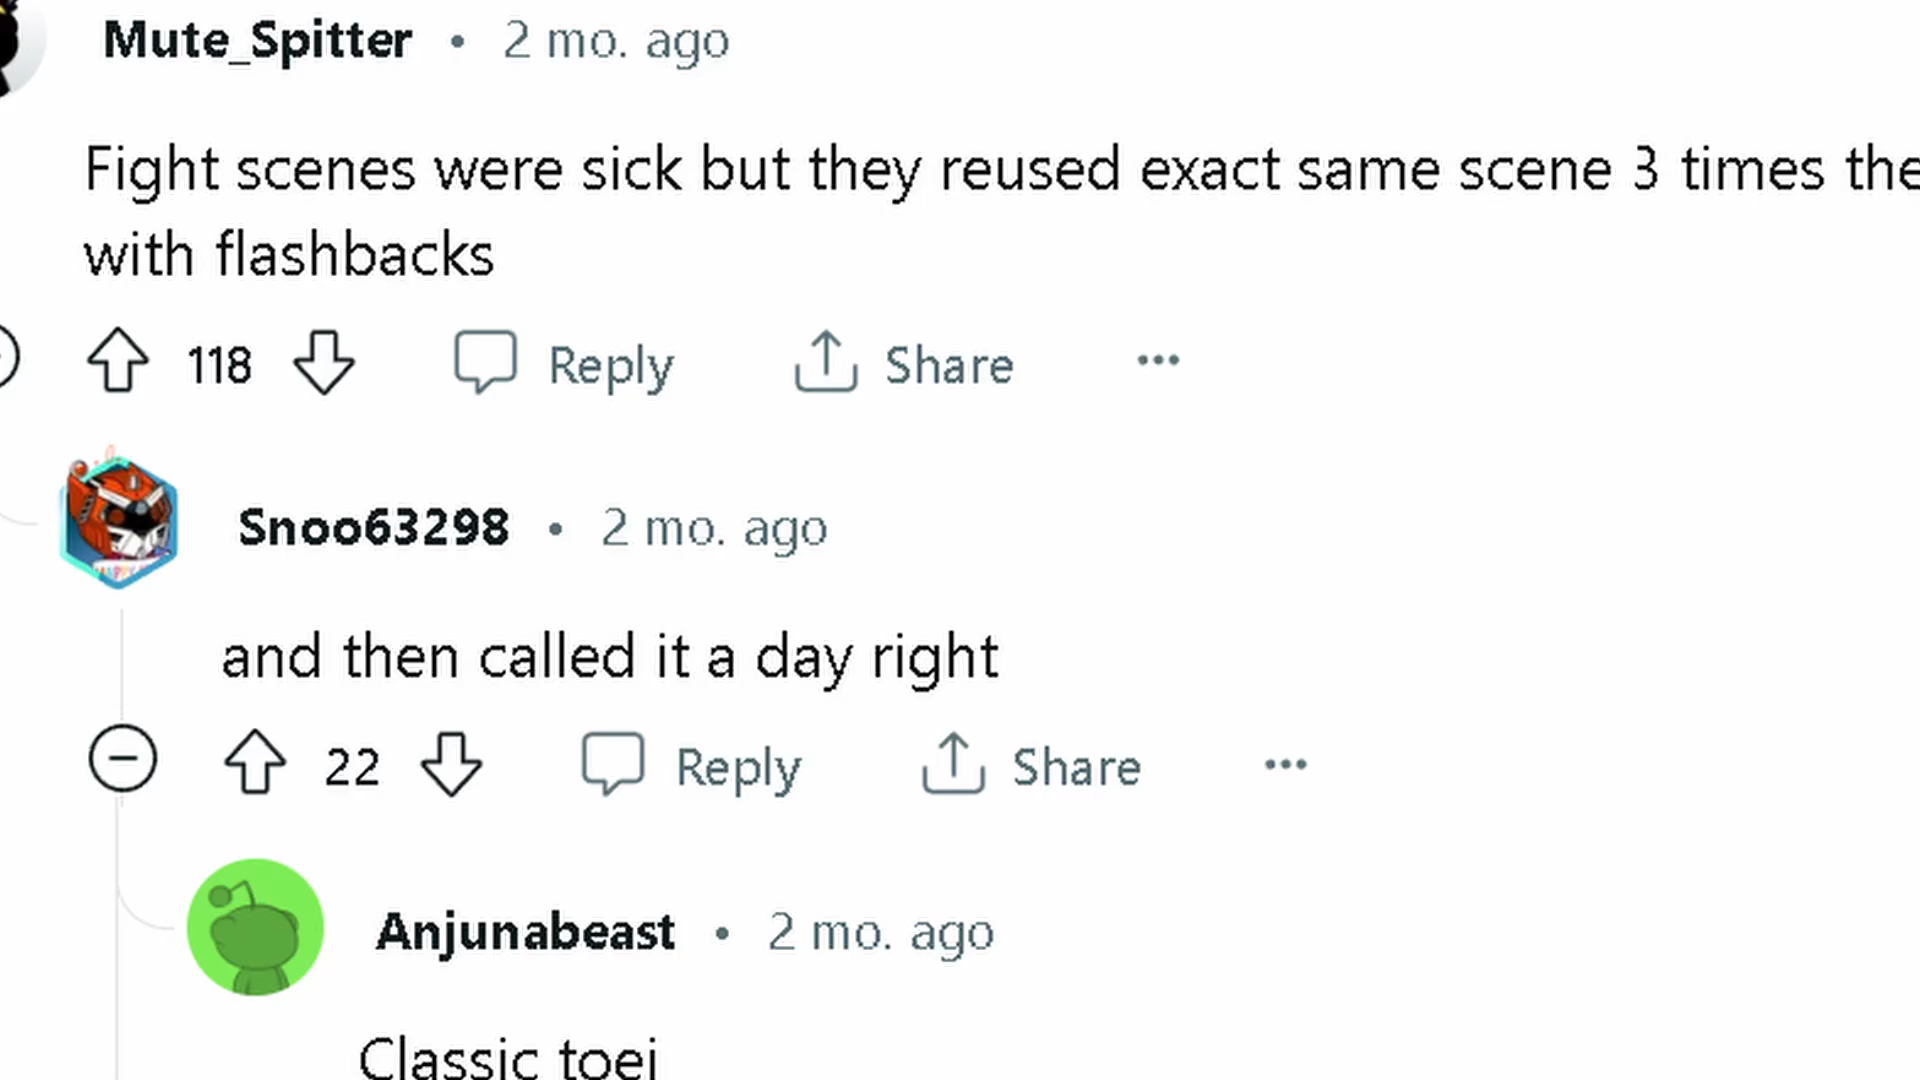 Mute_Spitter • 2 mo. ago
Fight scenes were sick but they reused exact same scene 3 times
with flashbacks
118 Reply Share ...
Snoo63298 • 2 mo. ago
and then called it a day right
22 Reply Share ...
Anjunabeast • 2 mo. ago
Classic toei